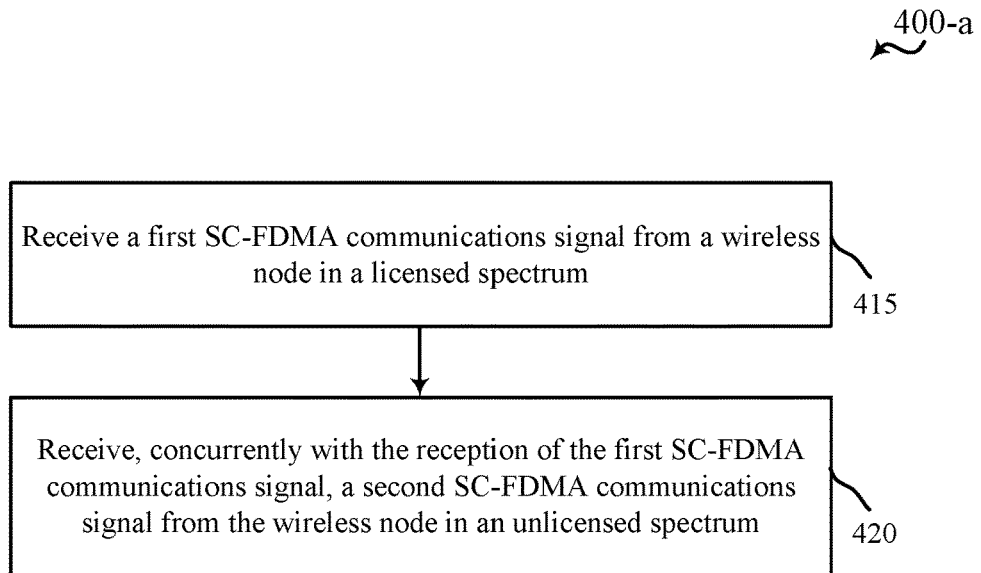 400-a
Receive a first SC-FDMA communications signal from a wireless
node in a licensed spectrum
415
Receive, concurrently with the reception of the first SC-FDMA
communications signal, a second SC-FDMA communications
signal from the wireless node in an unlicensed spectrum
420